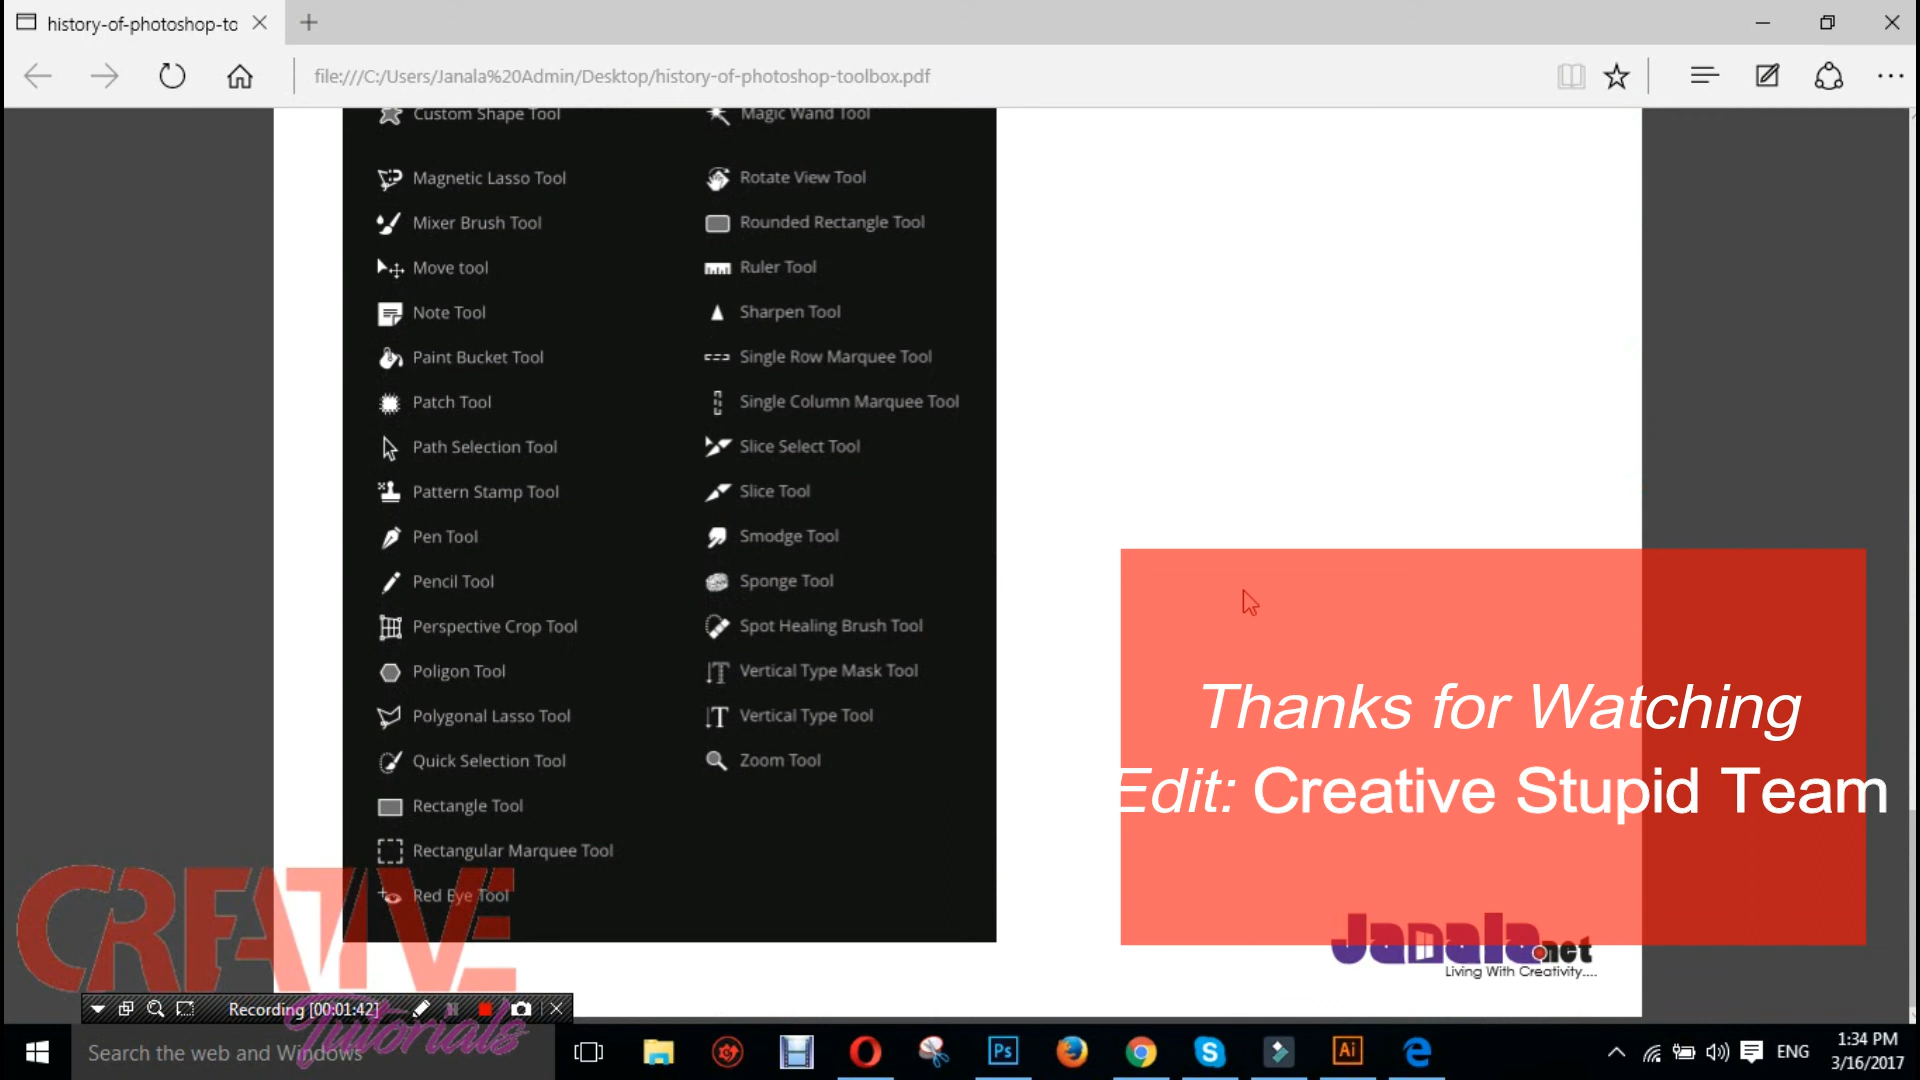 history-of-photoshop-to
file:///C:/Users/Janala%20Admin/Desktop/history-of-photoshop-toolbox.pdf
Custom Shape Tool
Magic Wand Tool
Magnetic Lasso Tool
Rotate View Tool
Mixer Brush Tool
Rounded Rectangle Tool
Move tool
Ruler Tool
Note Tool
Sharpen Tool
Paint Bucket Tool
Single Row Marquee Tool
Patch Tool
Single Column Marquee Tool
Path Selection Tool
Slice Select Tool
Pattern Stamp Tool
Slice Tool
Pen Tool
Smodge Tool
Pencil Tool
Sponge Tool
Perspective Crop Tool
Spot Healing Brush Tool
Poligon Tool
Vertical Type Mask Tool
Polygonal Lasso Tool
Vertical Type Tool
Quick Selection Tool
Zoom Tool
Rectangle Tool
Rectangular Marquee Tool
Red Eye Tool
Thanks for Watching
Edit: Creative Stupid Team
Janala.net
Living With Creativity....
CREATIVE
Tutorials
Recording [00:01:42]
Search the web and Windows
Ps
Ai
ENG
1:34 PM
3/16/2017